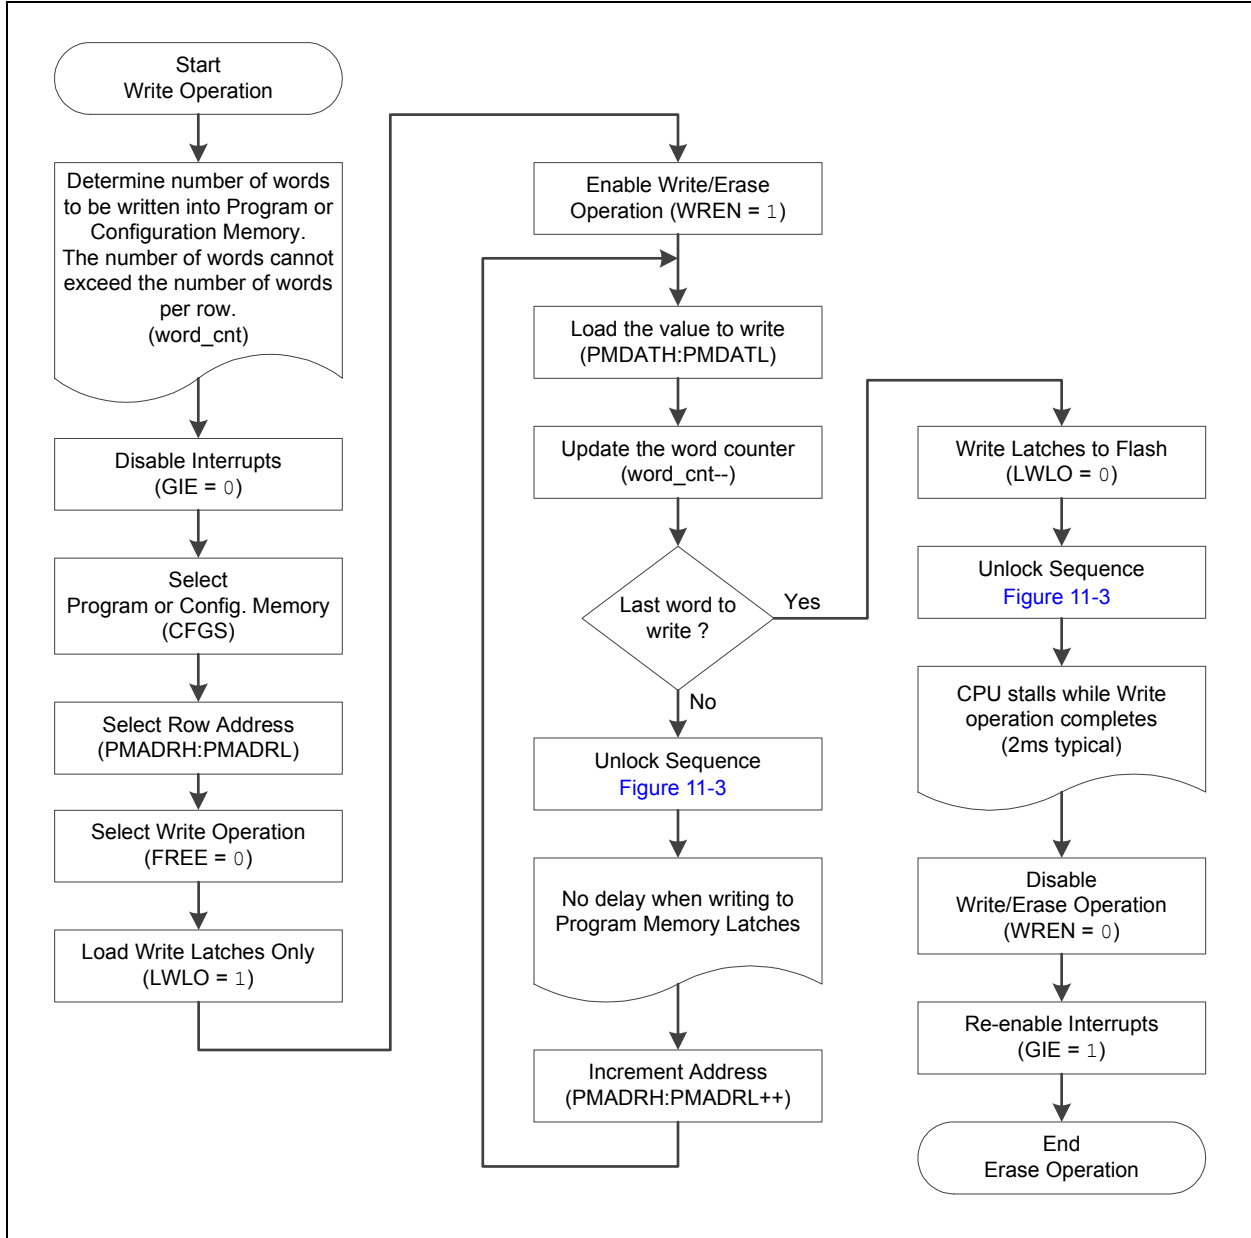 Start
Write Operation
Determine number of words
to be written into Program or
Configuration Memory.
The number of words cannot
exceed the number of words
per row.
(word_cnt)
Disable Interrupts
(GIE = 0)
Select
Program or Config. Memory
(CFGS)
Select Row Address
(PMADRH:PMADRL)
Select Write Operation
(FREE = 0)
Load Write Latches Only
(LWLO = 1)
Enable Write/Erase
Operation (WREN = 1)
Load the value to write
(PMDATH:PMDATL)
Update the word counter
(word_cnt--)
Last word to
write ?
Yes
No
Unlock Sequence
Figure 11-3
No delay when writing to
Program Memory Latches
Increment Address
(PMADRH:PMADRL++)
Write Latches to Flash
(LWLO = 0)
Unlock Sequence
Figure 11-3
CPU stalls while Write
operation completes
(2ms typical)
Disable
Write/Erase Operation
(WREN = 0)
Re-enable Interrupts
(GIE = 1)
End
Erase Operation